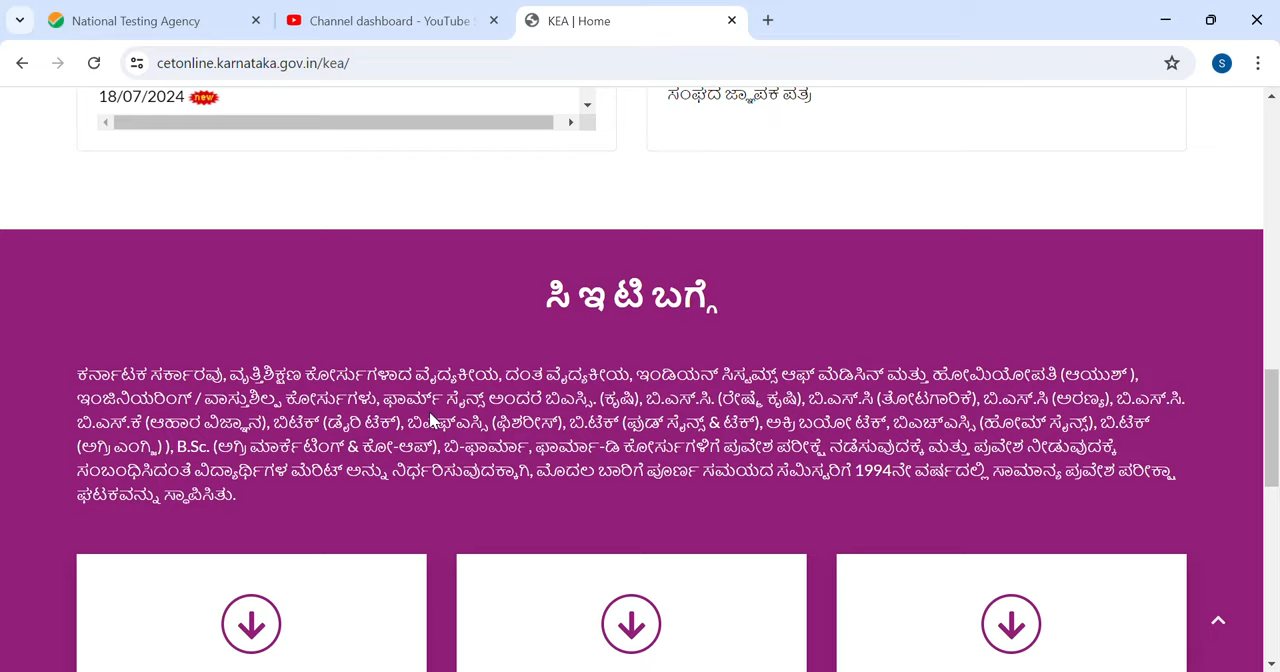 National Testing Agency
Channel dashboard - YouTube S
KEA | Home
cetonline.karnataka.gov.in/kea/
S
18/07/2024 new
ಸಂಘದ ಜ್ಞಾಪಕ ಪತ್ರ
ಸಿ ಇ ಟಿ ಬಗ್ಗೆ
ಕರ್ನಾಟಕ ಸರ್ಕಾರವು, ವೃತ್ತಿಶಿಕ್ಷಣ ಕೋರ್ಸುಗಳಾದ ವೈದ್ಯಕೀಯ, ದಂತ ವೈದ್ಯಕೀಯ, ಇಂಡಿಯನ್ ಸಿಸ್ಟಮ್ಸ್ ಆಫ್ ಮೆಡಿಸಿನ್ ಮತ್ತು ಹೋಮಿಯೋಪತಿ (ಆಯುಶ್ ),
ಇಂಜಿನಿಯರಿಂಗ್ / ವಾಸ್ತುಶಿಲ್ಪ ಕೋರ್ಸುಗಳು, ಫಾರ್ಮ್ ಸೈನ್ಸ್ ಅಂದರೆ ಬಿಎಸ್ಸಿ. (ಕೃಷಿ), ಬಿ.ಎಸ್.ಸಿ. (ರೇಷ್ಮೆ ಕೃಷಿ), ಬಿ.ಎಸ್.ಸಿ (ತೋಟಗಾರಿಕೆ), ಬಿ.ಎಸ್.ಸಿ (ಅರಣ್ಯ), ಬಿ.ಎಸ್.ಸಿ.
ಬಿ.ಎಸ್.ಕೆ (ಆಹಾರ ವಿಜ್ಞಾನ), ಬಿಟೆಕ್ (ಡೈರಿ ಟೆಕ್), ಬಿಎಫ್ಎಸ್ಸಿ (ಫಿಶರೀಸ್), ಬಿ.ಟೆಕ್ (ಫುಡ್ ಸೈನ್ಸ್ & ಟೆಕ್), ಅಕ್ರಿ ಬಯೋ ಟೆಕ್, ಬಿಎಚ್ಎಸ್ಸಿ (ಹೋಮ್ ಸೈನ್ಸ್), ಬಿ.ಟೆಕ್
(ಅಗ್ರಿ ಎಂಗ್ಜಿ) ), B.Sc. (ಅಗ್ರಿ ಮಾರ್ಕೆಟಿಂಗ್ & ಕೋ-ಆಪ್), ಬಿ-ಫಾರ್ಮಾ, ಫಾರ್ಮಾ-ಡಿ ಕೋರ್ಸುಗಳಿಗೆ ಪ್ರವೇಶ ಪರೀಕ್ಷೆ ನಡೆಸುವುದಕ್ಕೆ ಮತ್ತು ಪ್ರವೇಶ ನೀಡುವುದಕ್ಕೆ
ಸಂಬಂಧಿಸಿದಂತೆ ವಿದ್ಯಾರ್ಥಿಗಳ ಮೆರಿಟ್ ಅನ್ನು ನಿರ್ಧರಿಸುವುದಕ್ಕಾಗಿ, ಮೊದಲ ಬಾರಿಗೆ ಪೂರ್ಣ ಸಮಯದ ಸೆಮಿಸ್ಟರಿಗೆ 1994ನೇ ವರ್ಷದಲ್ಲಿ ಸಾಮಾನ್ಯ ಪ್ರವೇಶ ಪರೀಕ್ಷಾ
ಘಟಕವನ್ನು ಸ್ಥಾಪಿಸಿತು.